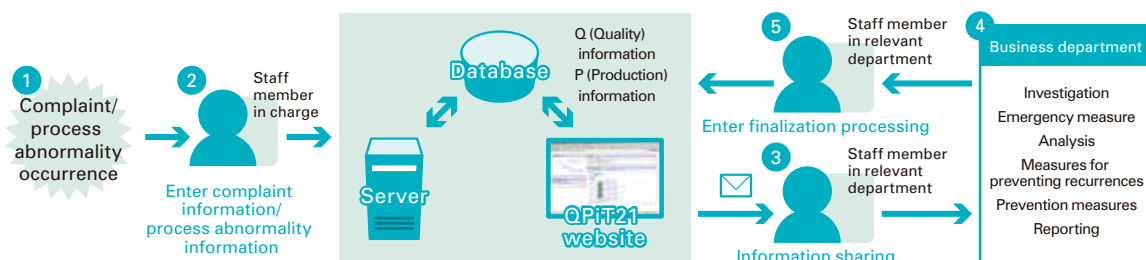 1
Complaint/
process
abnormality
occurrence
2
Staff
member
in charge
Enter complaint
information/
process abnormality
information
Database
Q (Quality)
information
P (Production)
information
Server
QPiT21
website
5
Staff member
in relevant
department
Enter finalization processing
3
Staff member
in relevant
department
Information sharing
4
Business department
Investigation
Emergency measure
Analysis
Measures for
preventing recurrences
Prevention measures
Reporting